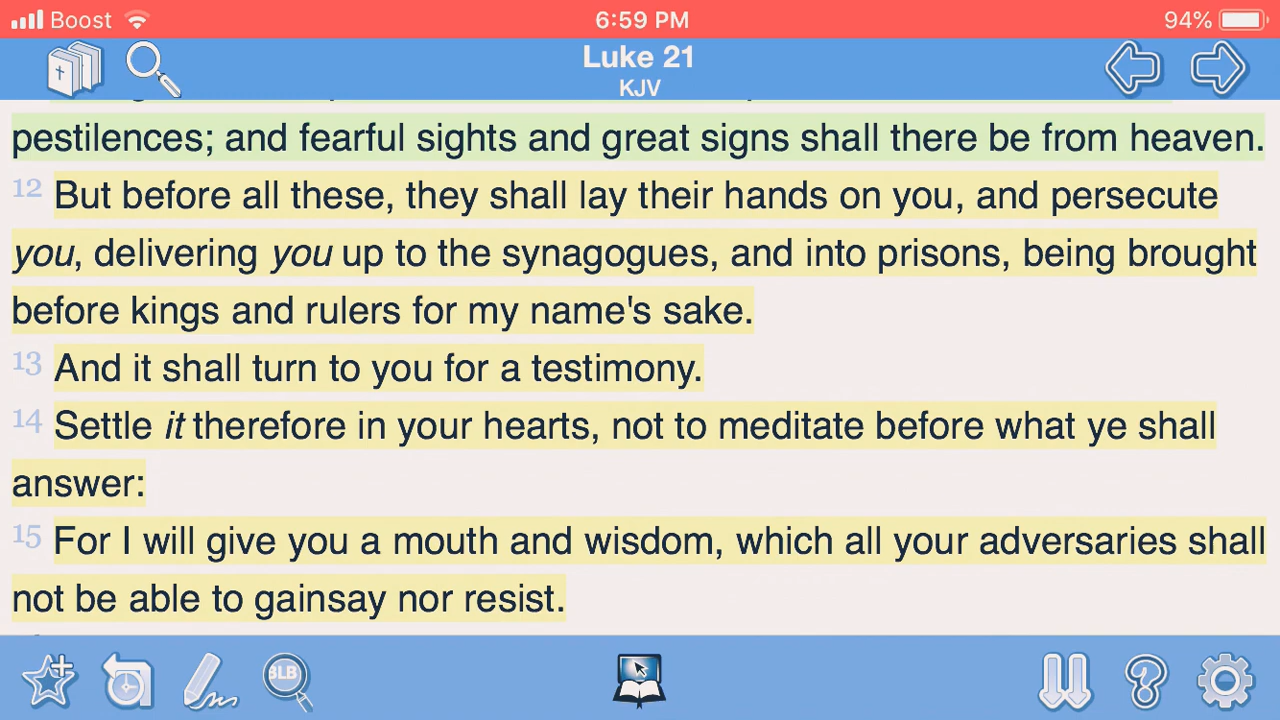 Boost 6:59 PM 94%
Luke 21
KJV
pestilences; and fearful sights and great signs shall there be from heaven.
12 But before all these, they shall lay their hands on you, and persecute
you, delivering you up to the synagogues, and into prisons, being brought
before kings and rulers for my name's sake.
13 And it shall turn to you for a testimony.
14 Settle it therefore in your hearts, not to meditate before what ye shall
answer:
15 For I will give you a mouth and wisdom, which all your adversaries shall
not be able to gainsay nor resist.
BLB